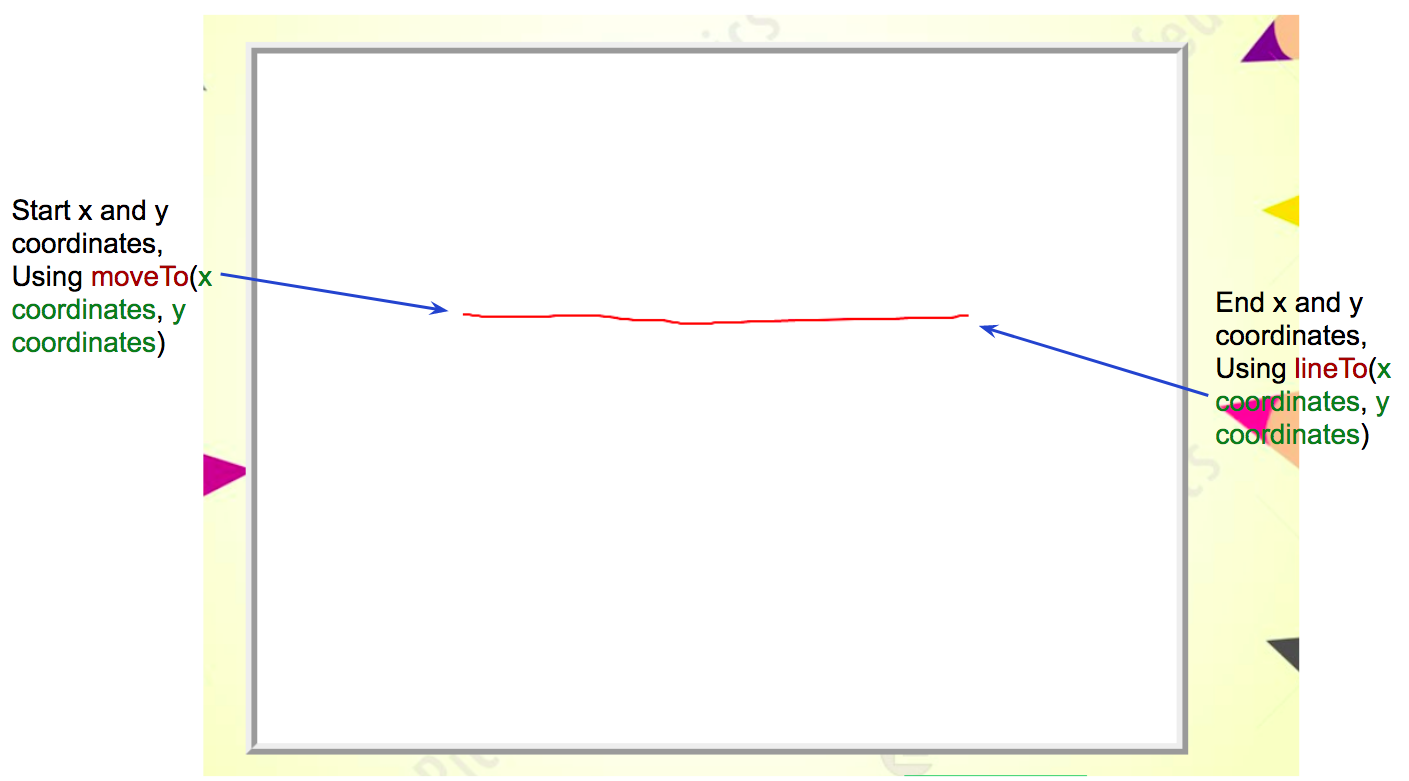 Start x and y
coordinates,
Using moveTo(x
coordinates, y
coordinates)
End x and y
coordinates,
Using lineTo(x
coordinates, y
coordinates)